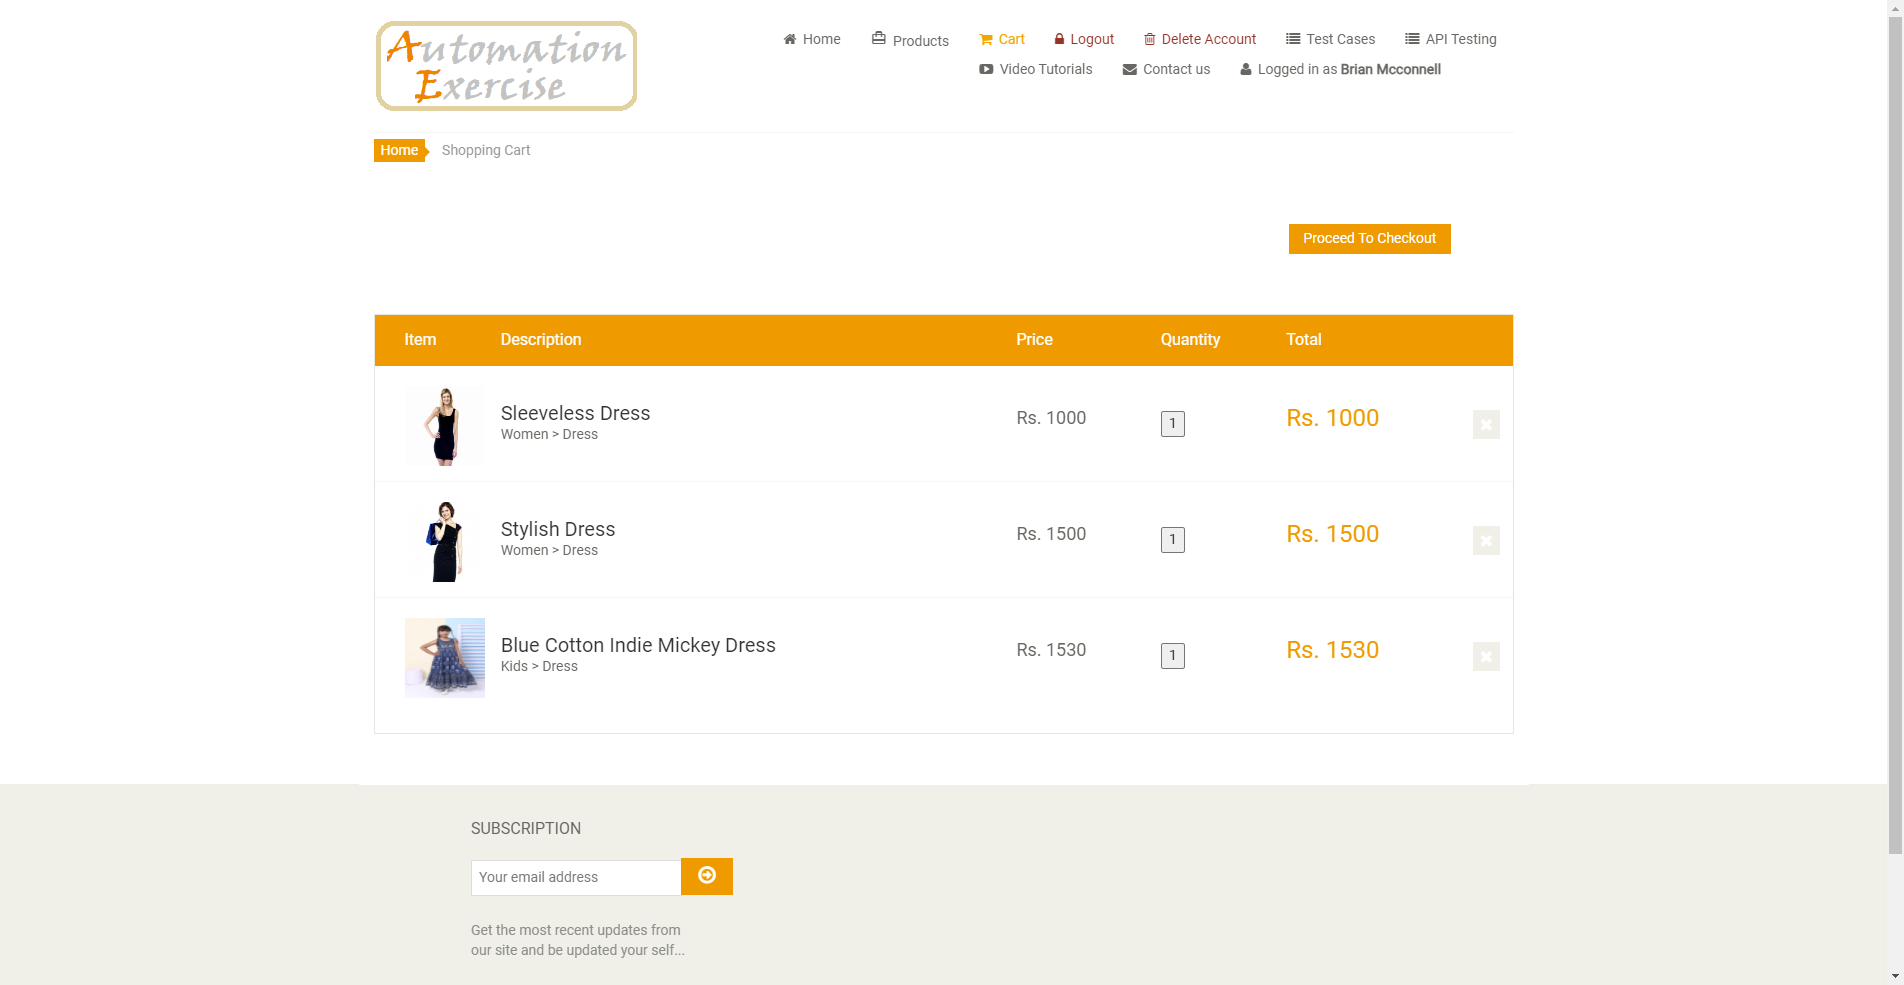 Automation
Exercise
Home
Products
Cart
Logout
Delete Account
Test Cases
API Testing
Video Tutorials
Contact us
Logged in as Brian Mcconnell
Home
Shopping Cart
Proceed To Checkout
Item Description Price Quantity Total
Sleeveless Dress
Women > Dress
Rs. 1000
1
Rs. 1000
Stylish Dress
Women > Dress
Rs. 1500
1
Rs. 1500
Blue Cotton Indie Mickey Dress
Kids > Dress
Rs. 1530
1
Rs. 1530
SUBSCRIPTION
Your email address
Get the most recent updates from
our site and be updated your self...